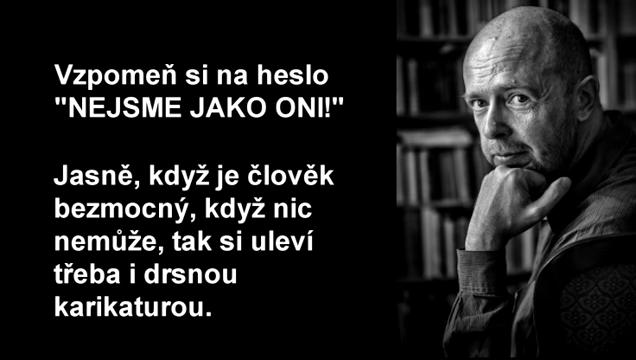 Vzpomeň si na heslo
"NEJSME JAKO ONI!"
Jasně, když je člověk
bezmocný, když nic
nemůže, tak si uleví
třeba i drsnou
karikaturou.